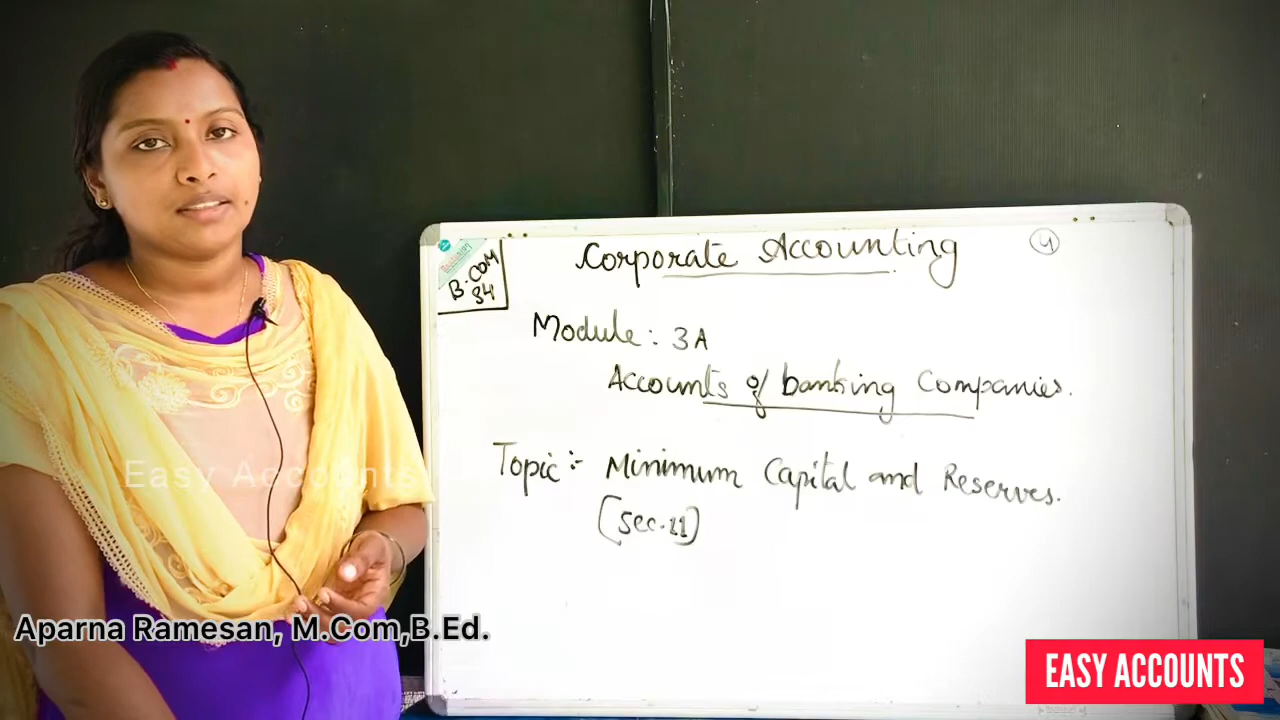 B.COM
S4
Corporate Accounting
4
Module : 3A
Accounts of banking Companies.
Topic :- Minimum Capital and Reserves.
[Sec.11]
Easy Accounts
Aparna Ramesan, M.Com,B.Ed.
EASY ACCOUNTS